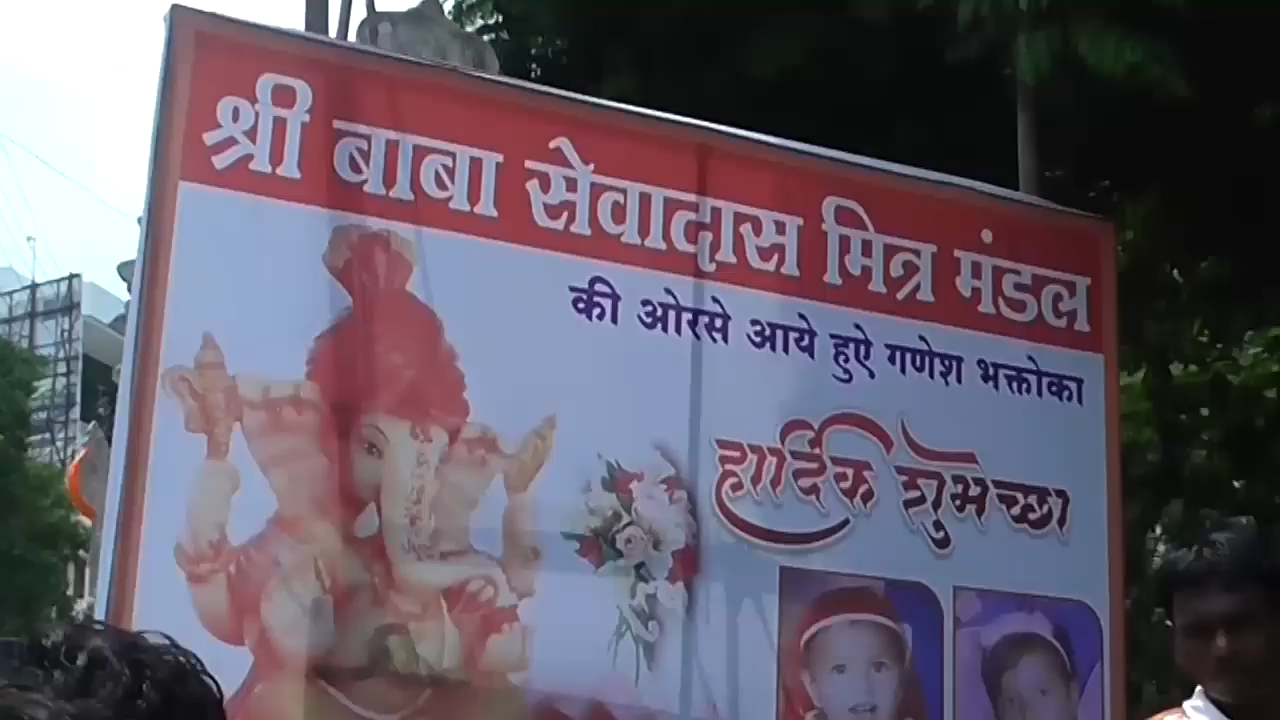 श्री बाबा सेवादास मित्र मंडल
की ओरसे आये हुऐ गणेश भक्तोका
हार्दिक शुभेच्छा